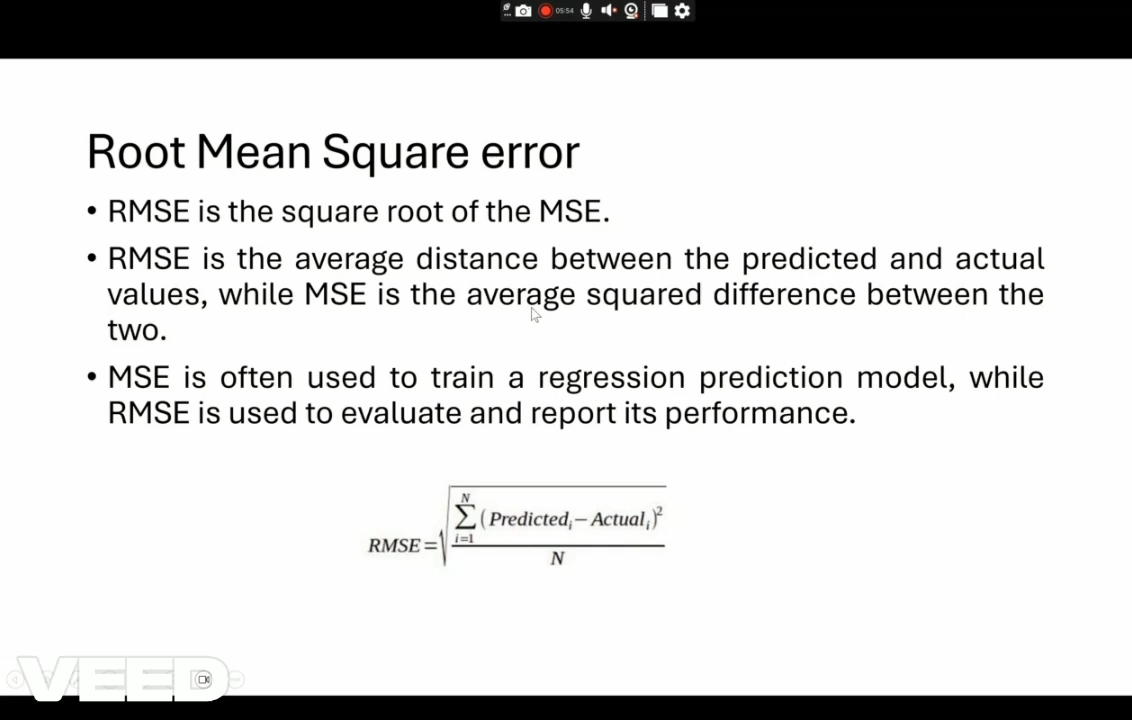 05:54
Root Mean Square error
• RMSE is the square root of the MSE.
• RMSE is the average distance between the predicted and actual
values, while MSE is the average squared difference between the
two.
• MSE is often used to train a regression prediction model, while
RMSE is used to evaluate and report its performance.
RMSE = √( ∑_{i=1}^{N} (Predicted_i − Actual_i)² / N )
VEED